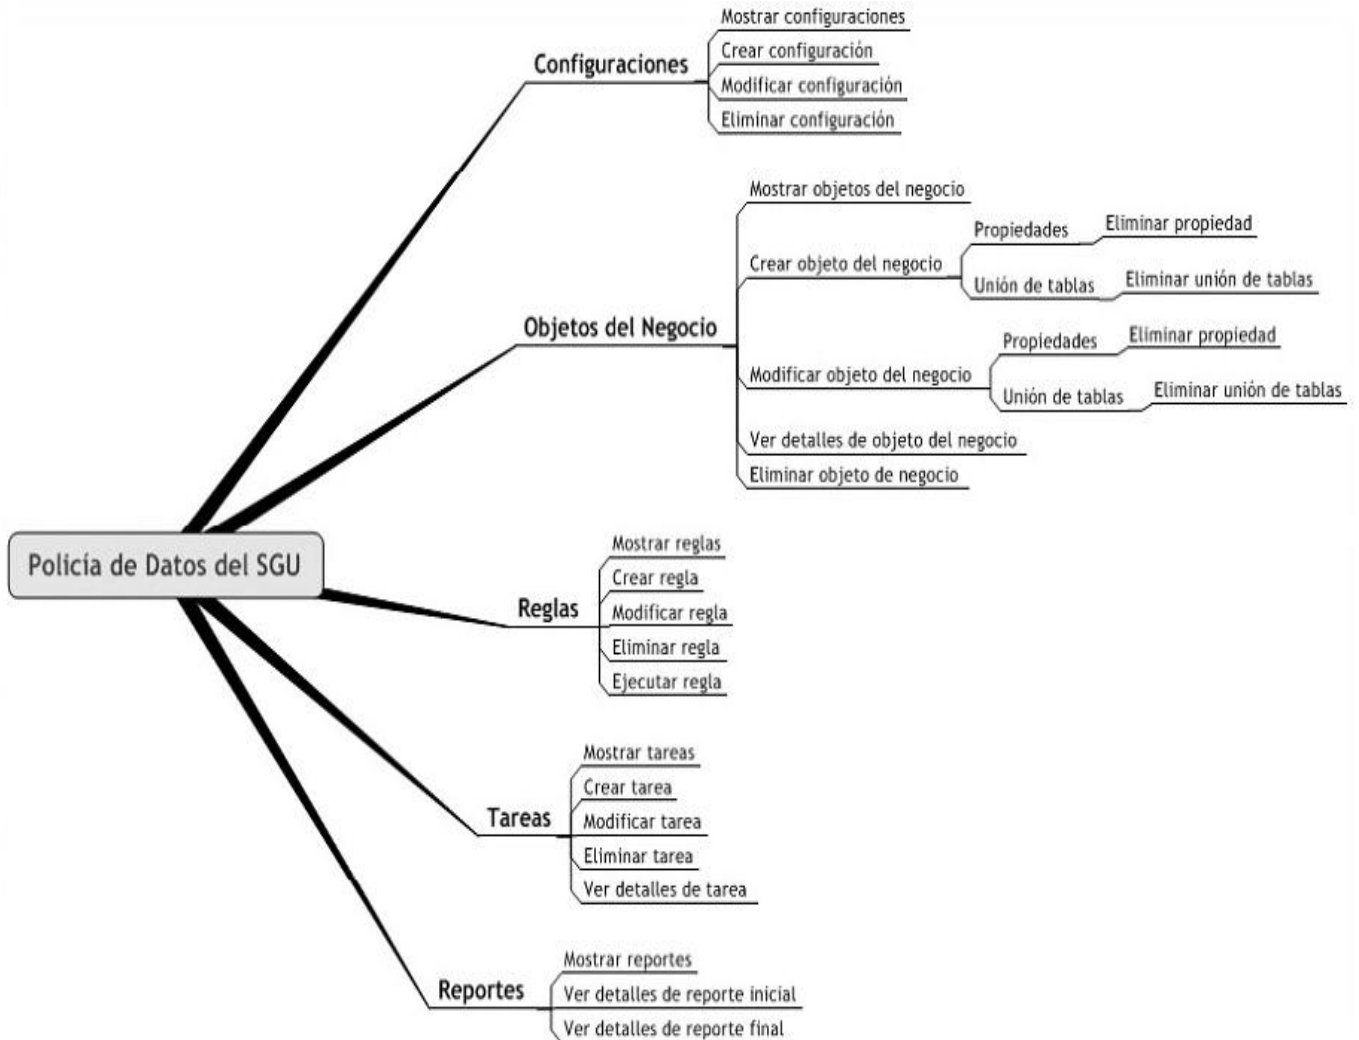 Policía de Datos del SGU
Configuraciones
Mostrar configuraciones
Crear configuración
Modificar configuración
Eliminar configuración
Objetos del Negocio
Mostrar objetos del negocio
Crear objeto del negocio
Propiedades
Eliminar propiedad
Unión de tablas
Eliminar unión de tablas
Modificar objeto del negocio
Propiedades
Eliminar propiedad
Unión de tablas
Eliminar unión de tablas
Ver detalles de objeto del negocio
Eliminar objeto de negocio
Reglas
Mostrar reglas
Crear regla
Modificar regla
Eliminar regla
Ejecutar regla
Tareas
Mostrar tareas
Crear tarea
Modificar tarea
Eliminar tarea
Ver detalles de tarea
Reportes
Mostrar reportes
Ver detalles de reporte inicial
Ver detalles de reporte final